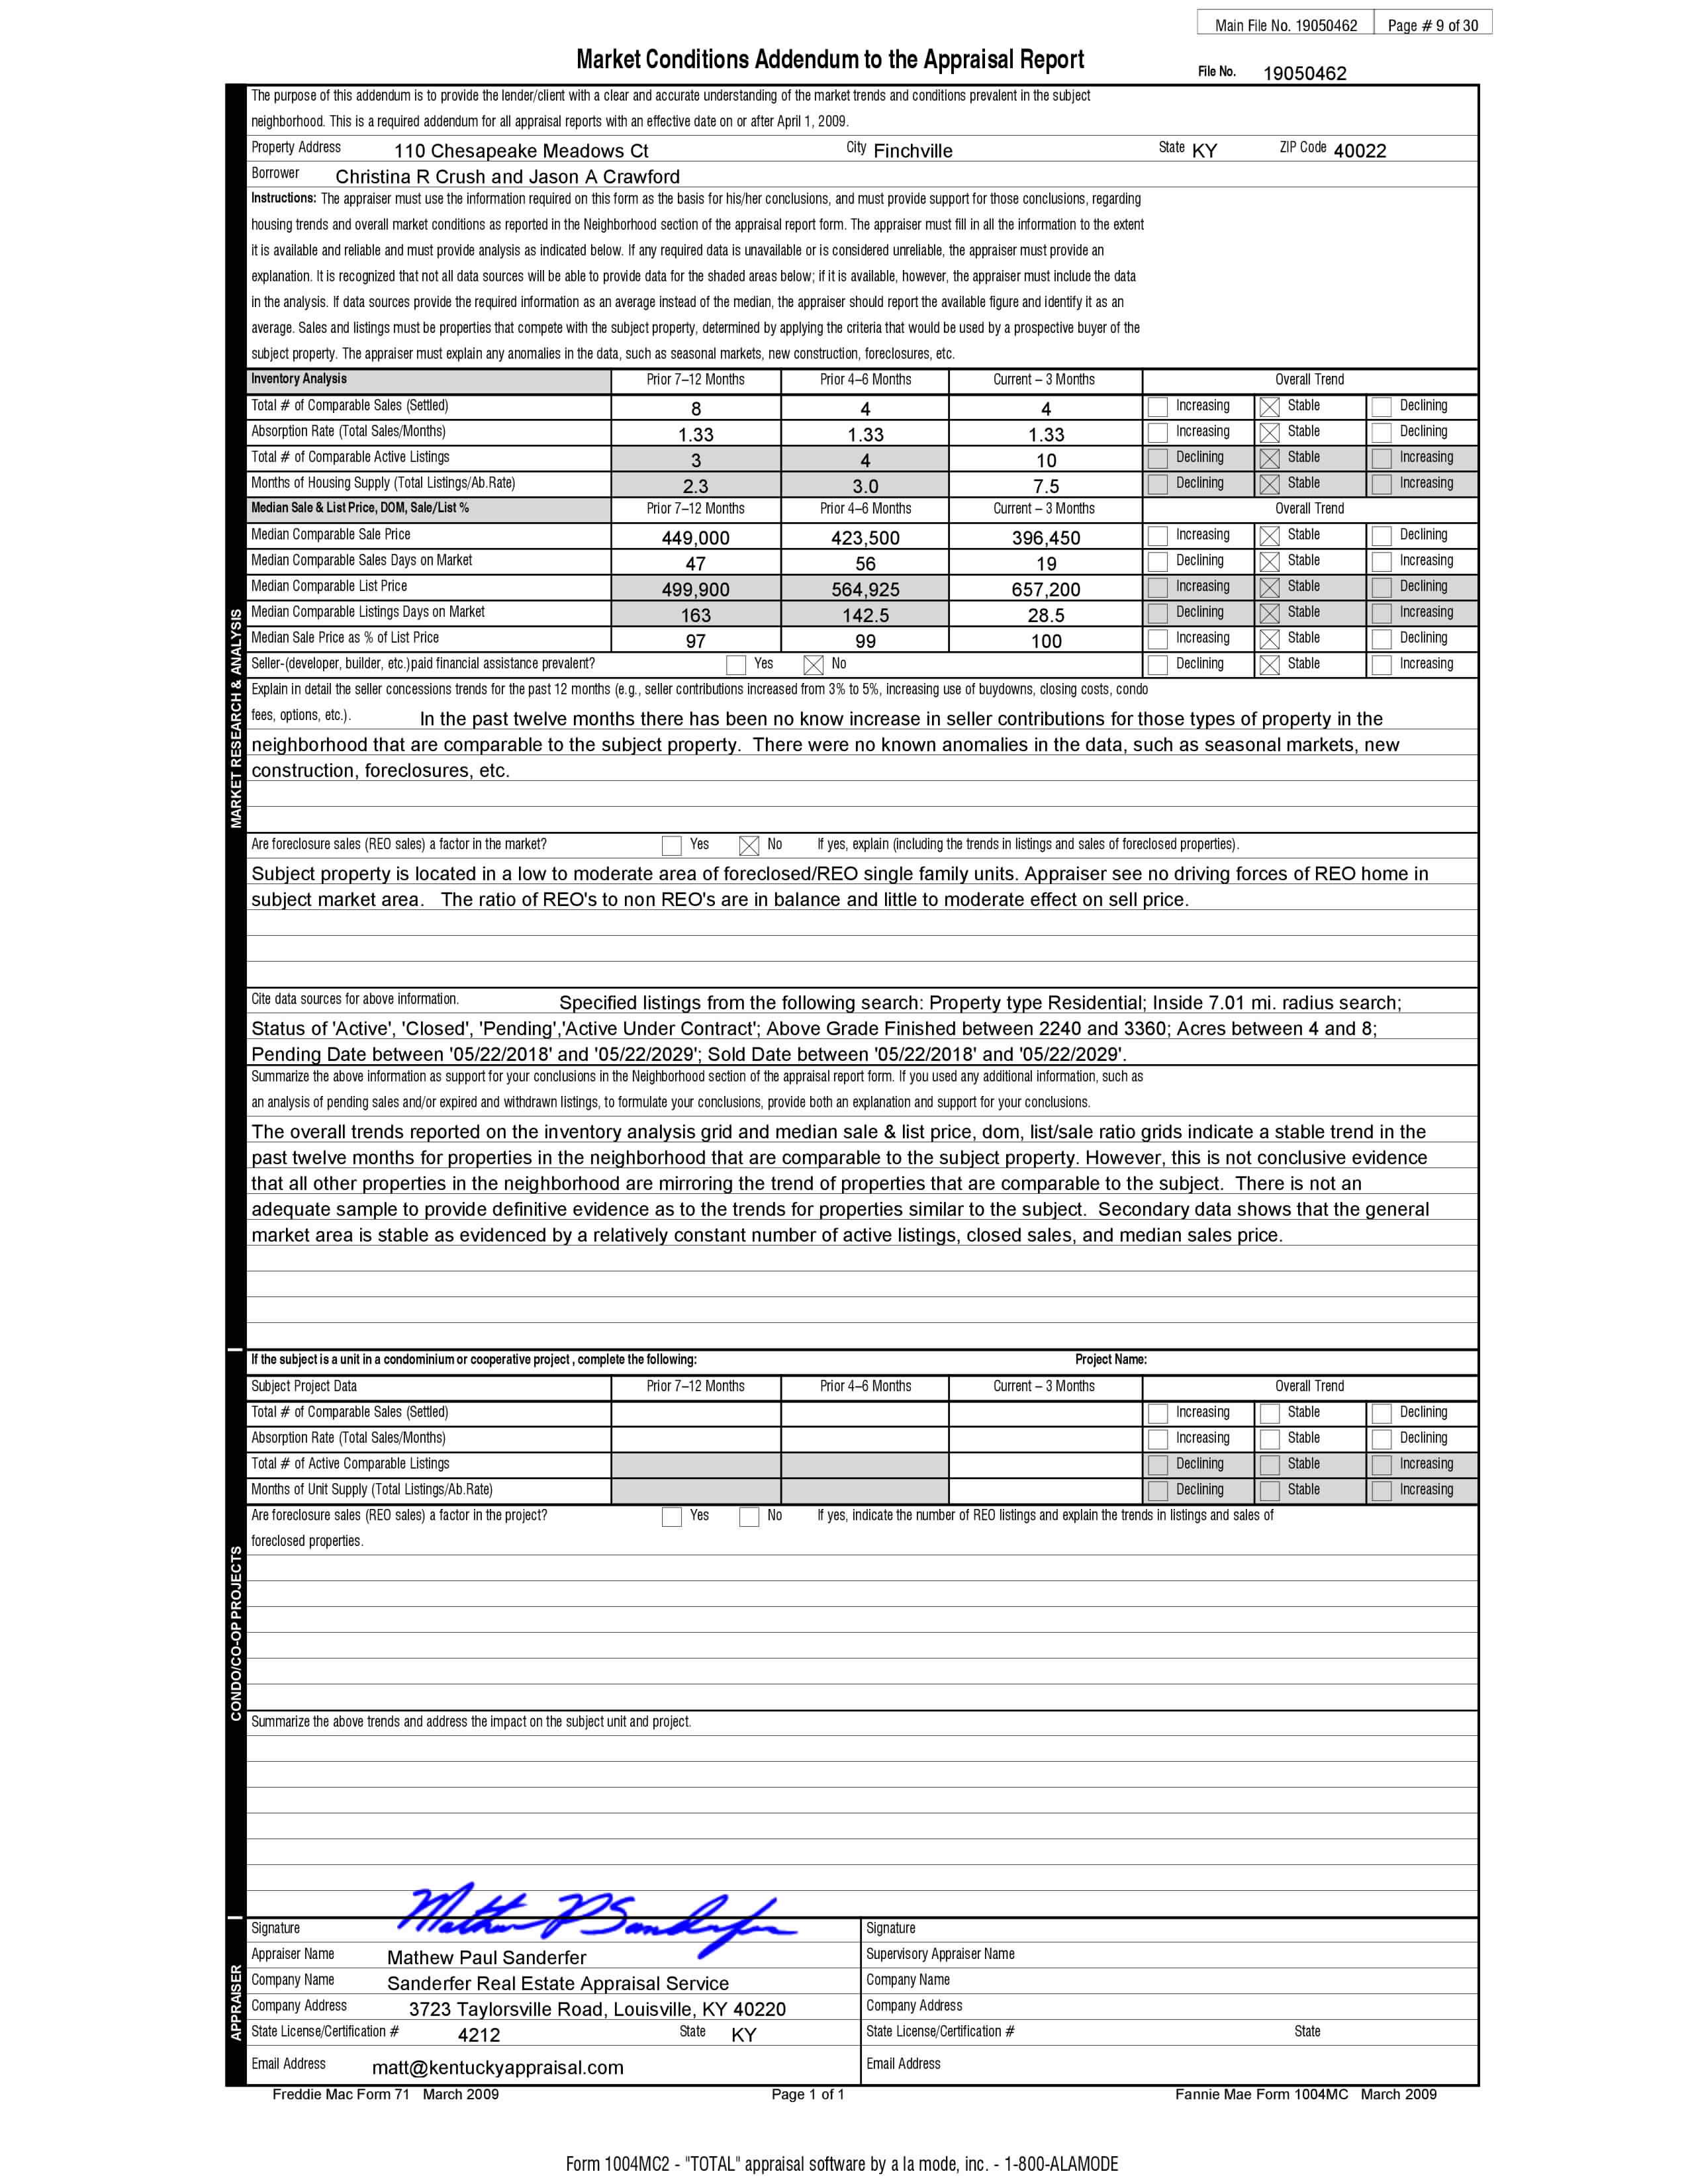 Main File No. 19050462 Page # 9 of 30
Market Conditions Addendum to the Appraisal Report
File No. 19050462
The purpose of this addendum is to provide the lender/client with a clear and accurate understanding of the market trends and conditions prevalent in the subject
neighborhood. This is a required addendum for all appraisal reports with an effective date on or after April 1, 2009.
Property Address 110 Chesapeake Meadows Ct City Finchville State KY ZIP Code 40022
Borrower Christina R Crush and Jason A Crawford
Instructions: The appraiser must use the information required on this form as the basis for his/her conclusions, and must provide support for those conclusions, regarding
housing trends and overall market conditions as reported in the Neighborhood section of the appraisal report form. The appraiser must fill in all the information to the extent
it is available and reliable and must provide analysis as indicated below. If any required data is unavailable or is considered unreliable, the appraiser must provide an
explanation. It is recognized that not all data sources will be able to provide data for the shaded areas below; if it is available, however, the appraiser must include the data
in the analysis. If data sources provide the required information as an average instead of the median, the appraiser should report the available figure and identify it as an
average. Sales and listings must be properties that compete with the subject property, determined by applying the criteria that would be used by a prospective buyer of the
subject property. The appraiser must explain any anomalies in the data, such as seasonal markets, new construction, foreclosures, etc.
Inventory Analysis Prior 7–12 Months Prior 4–6 Months Current – 3 Months Overall Trend
Total # of Comparable Sales (Settled) 8 4 4 Increasing Stable Declining
Absorption Rate (Total Sales/Months) 1.33 1.33 1.33 Increasing Stable Declining
Total # of Comparable Active Listings 3 4 10 Declining Stable Increasing
Months of Housing Supply (Total Listings/Ab.Rate) 2.3 3.0 7.5 Declining Stable Increasing
Median Sale & List Price, DOM, Sale/List % Prior 7–12 Months Prior 4–6 Months Current – 3 Months Overall Trend
Median Comparable Sale Price 449,000 423,500 396,450 Increasing Stable Declining
Median Comparable Sales Days on Market 47 56 19 Declining Stable Increasing
Median Comparable List Price 499,900 564,925 657,200 Increasing Stable Declining
Median Comparable Listings Days on Market 163 142.5 28.5 Declining Stable Increasing
Median Sale Price as % of List Price 97 99 100 Increasing Stable Declining
Seller-(developer, builder, etc.)paid financial assistance prevalent? Yes No Declining Stable Increasing
Explain in detail the seller concessions trends for the past 12 months (e.g., seller contributions increased from 3% to 5%, increasing use of buydowns, closing costs, condo
fees, options, etc.). In the past twelve months there has been no know increase in seller contributions for those types of property in the
neighborhood that are comparable to the subject property. There were no known anomalies in the data, such as seasonal markets, new
construction, foreclosures, etc.
MARKET RESEARCH & ANALYSIS
Are foreclosure sales (REO sales) a factor in the market? Yes No If yes, explain (including the trends in listings and sales of foreclosed properties).
Subject property is located in a low to moderate area of foreclosed/REO single family units. Appraiser see no driving forces of REO home in
subject market area. The ratio of REO's to non REO's are in balance and little to moderate effect on sell price.
Cite data sources for above information. Specified listings from the following search: Property type Residential; Inside 7.01 mi. radius search;
Status of 'Active', 'Closed', 'Pending','Active Under Contract'; Above Grade Finished between 2240 and 3360; Acres between 4 and 8;
Pending Date between '05/22/2018' and '05/22/2029'; Sold Date between '05/22/2018' and '05/22/2029'.
Summarize the above information as support for your conclusions in the Neighborhood section of the appraisal report form. If you used any additional information, such as
an analysis of pending sales and/or expired and withdrawn listings, to formulate your conclusions, provide both an explanation and support for your conclusions.
The overall trends reported on the inventory analysis grid and median sale & list price, dom, list/sale ratio grids indicate a stable trend in the
past twelve months for properties in the neighborhood that are comparable to the subject property. However, this is not conclusive evidence
that all other properties in the neighborhood are mirroring the trend of properties that are comparable to the subject. There is not an
adequate sample to provide definitive evidence as to the trends for properties similar to the subject. Secondary data shows that the general
market area is stable as evidenced by a relatively constant number of active listings, closed sales, and median sales price.
If the subject is a unit in a condominium or cooperative project , complete the following: Project Name:
Subject Project Data Prior 7–12 Months Prior 4–6 Months Current – 3 Months Overall Trend
Total # of Comparable Sales (Settled) Increasing Stable Declining
Absorption Rate (Total Sales/Months) Increasing Stable Declining
Total # of Active Comparable Listings Declining Stable Increasing
Months of Unit Supply (Total Listings/Ab.Rate) Declining Stable Increasing
Are foreclosure sales (REO sales) a factor in the project? Yes No If yes, indicate the number of REO listings and explain the trends in listings and sales of
foreclosed properties.
CONDO/CO-OP PROJECTS
Summarize the above trends and address the impact on the subject unit and project.
APPRAISER
Signature Mathew P Sanderfer Signature
Appraiser Name Mathew Paul Sanderfer Supervisory Appraiser Name
Company Name Sanderfer Real Estate Appraisal Service Company Name
Company Address 3723 Taylorsville Road, Louisville, KY 40220 Company Address
State License/Certification # 4212 State KY State License/Certification # State
Email Address matt@kentuckyappraisal.com Email Address
Freddie Mac Form 71 March 2009 Page 1 of 1 Fannie Mae Form 1004MC March 2009
Form 1004MC2 - "TOTAL" appraisal software by a la mode, inc. - 1-800-ALAMODE